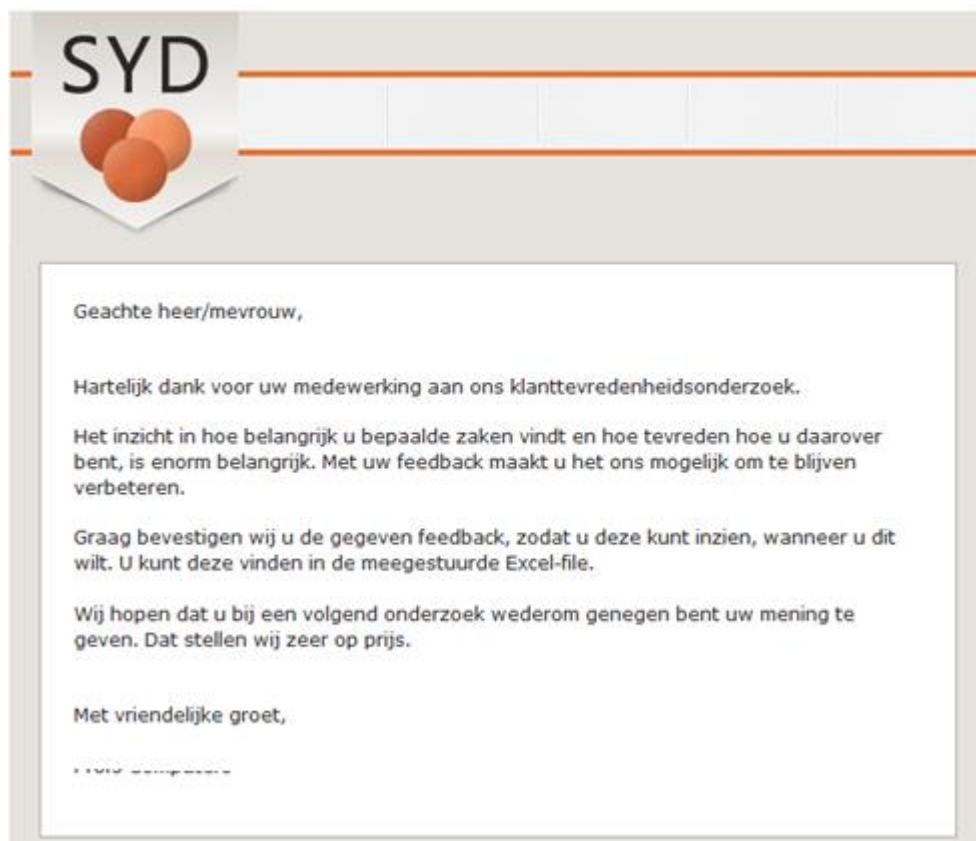 SYD
Geachte heer/mevrouw,
Hartelijk dank voor uw medewerking aan ons klanttevredenheidsonderzoek.
Het inzicht in hoe belangrijk u bepaalde zaken vindt en hoe tevreden hoe u daarover
bent, is enorm belangrijk. Met uw feedback maakt u het ons mogelijk om te blijven
verbeteren.
Graag bevestigen wij u de gegeven feedback, zodat u deze kunt inzien, wanneer u dit
wilt. U kunt deze vinden in de meegestuurde Excel-file.
Wij hopen dat u bij een volgend onderzoek wederom genegen bent uw mening te
geven. Dat stellen wij zeer op prijs.
Met vriendelijke groet,